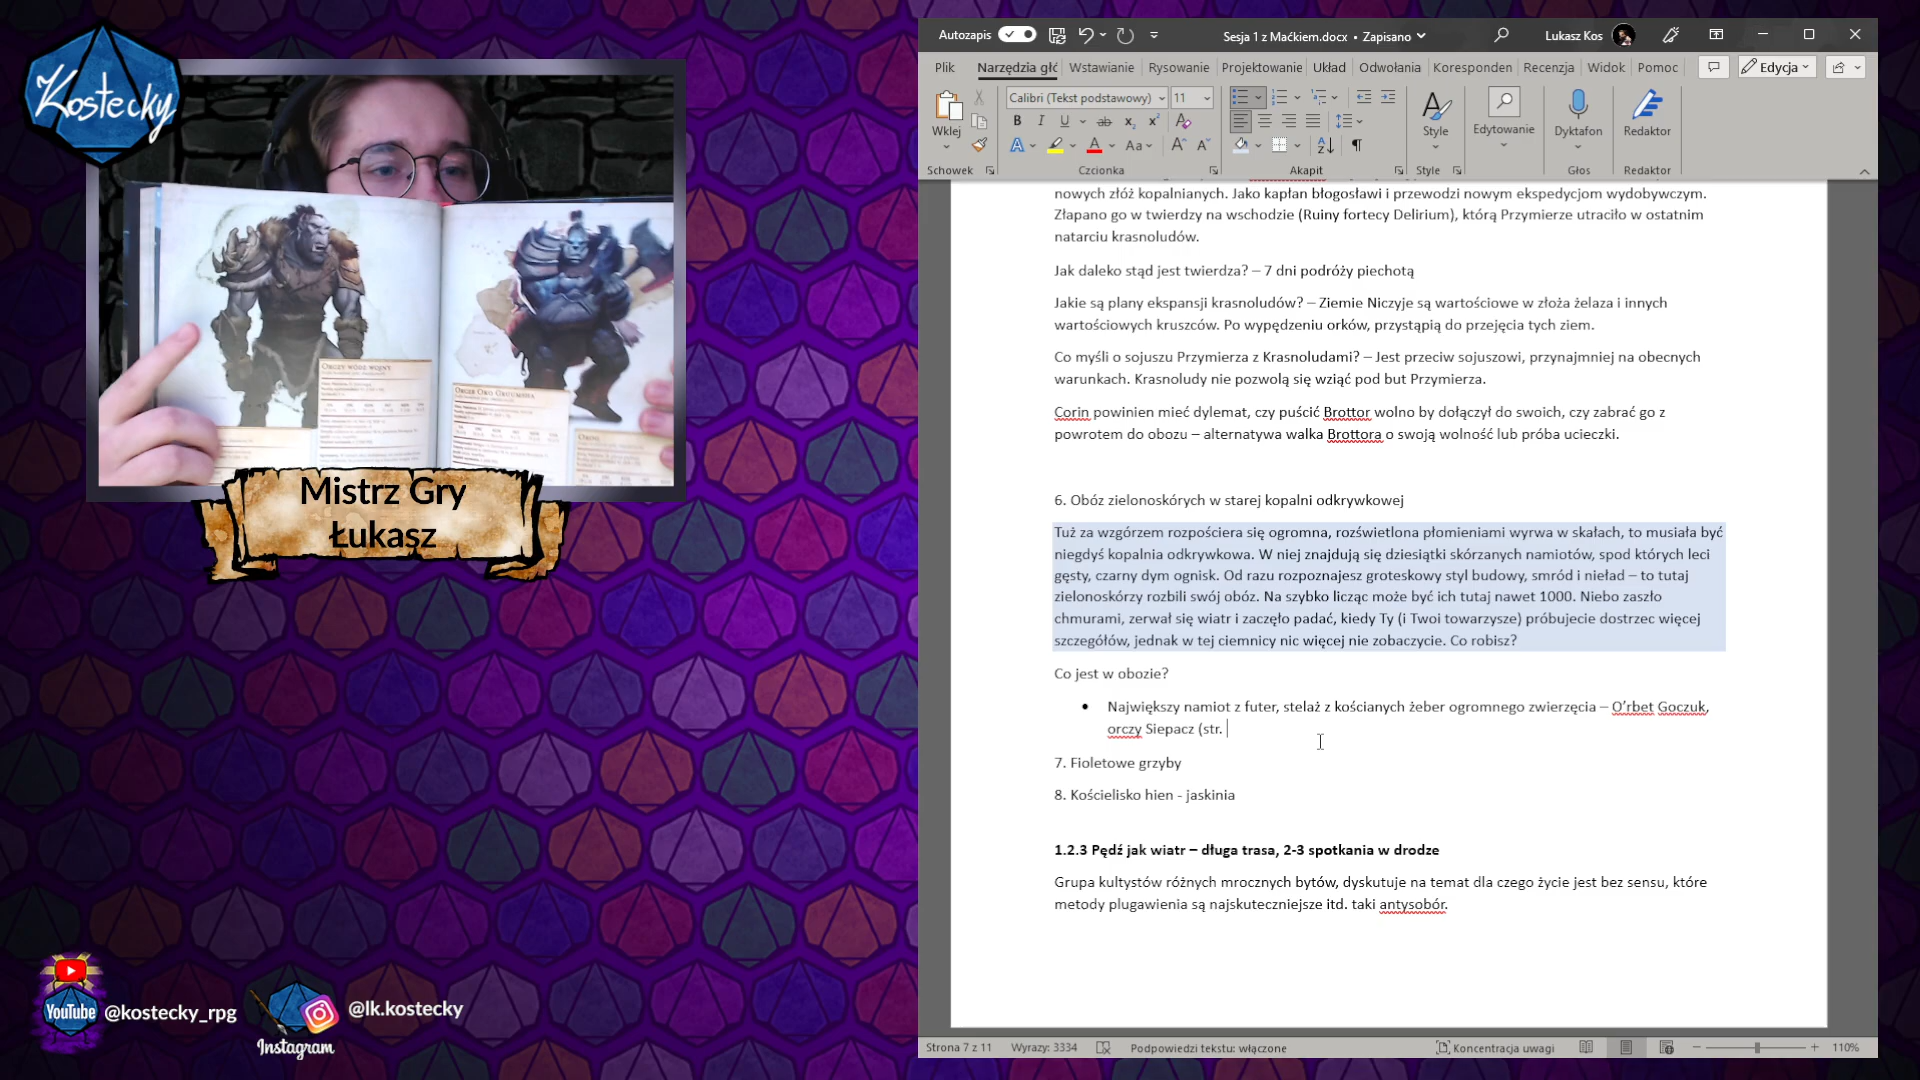 Kostecky
Orczy wódz wojny
Mistrz Gry
Łukasz
YouTube
@kostecky_rpg
Instagram
@lk.kostecky
Autozapis
Sesja 1 z Maćkiem.docx • Zapisano
Lukasz Kos
Plik
Narzędzia głó
Wstawianie
Rysowanie
Projektowanie
Układ
Odwołania
Koresponden
Recenzja
Widok
Pomoc
Edycja
Wklej
Calibri (Tekst podstawowy)
11
Style
Edytowanie
Dyktafon
Redaktor
Schowek
Czcionka
Akapit
Style
Głos
Redaktor
nowych złóż kopalnianych. Jako kapłan błogosławi i przewodzi nowym ekspedycjom wydobywczym.
Złapano go w twierdzy na wschodzie (Ruiny fortecy Delirium), którą Przymierze utraciło w ostatnim
natarciu krasnoludów.
Jak daleko stąd jest twierdza? – 7 dni podróży piechotą
Jakie są plany ekspansji krasnoludów? – Ziemie Niczyje są wartościowe w złoża żelaza i innych
wartościowych kruszców. Po wypędzeniu orków, przystąpią do przejęcia tych ziem.
Co myśli o sojuszu Przymierza z Krasnoludami? – Jest przeciw sojuszowi, przynajmniej na obecnych
warunkach. Krasnoludy nie pozwolą się wziąć pod but Przymierza.
Corin powinien mieć dylemat, czy puścić Brottor wolno by dołączył do swoich, czy zabrać go z
powrotem do obozu – alternatywa walka Brottora o swoją wolność lub próba ucieczki.
6. Obóz zielonoskórych w starej kopalni odkrywkowej
Tuż za wzgórzem rozpościera się ogromna, rozświetlona płomieniami wyrwa w skałach, to musiała być
niegdyś kopalnia odkrywkowa. W niej znajdują się dziesiątki skórzanych namiotów, spod których leci
gęsty, czarny dym ognisk. Od razu rozpoznajesz groteskowy styl budowy, smród i nieład – to tutaj
zielonoskórzy rozbili swój obóz. Na szybko licząc może być ich tutaj nawet 1000. Niebo zaszło
chmurami, zerwał się wiatr i zaczęło padać, kiedy Ty (i Twoi towarzysze) próbujecie dostrzec więcej
szczegółów, jednak w tej ciemnicy nic więcej nie zobaczycie. Co robisz?
Co jest w obozie?
• Największy namiot z futer, stelaż z kościanych żeber ogromnego zwierzęcia – O’rbet Goczuk,
orczy Siepacz (str.
7. Fioletowe grzyby
8. Kościelisko hien - jaskinia
1.2.3 Pędź jak wiatr – długa trasa, 2-3 spotkania w drodze
Grupa kultystów różnych mrocznych bytów, dyskutuje na temat dla czego życie jest bez sensu, które
metody plugawienia są najskuteczniejsze itd. taki antysobór.
Strona 7 z 11
Wyrazy: 3334
Podpowiedzi tekstu: włączone
Koncentracja uwagi
110%